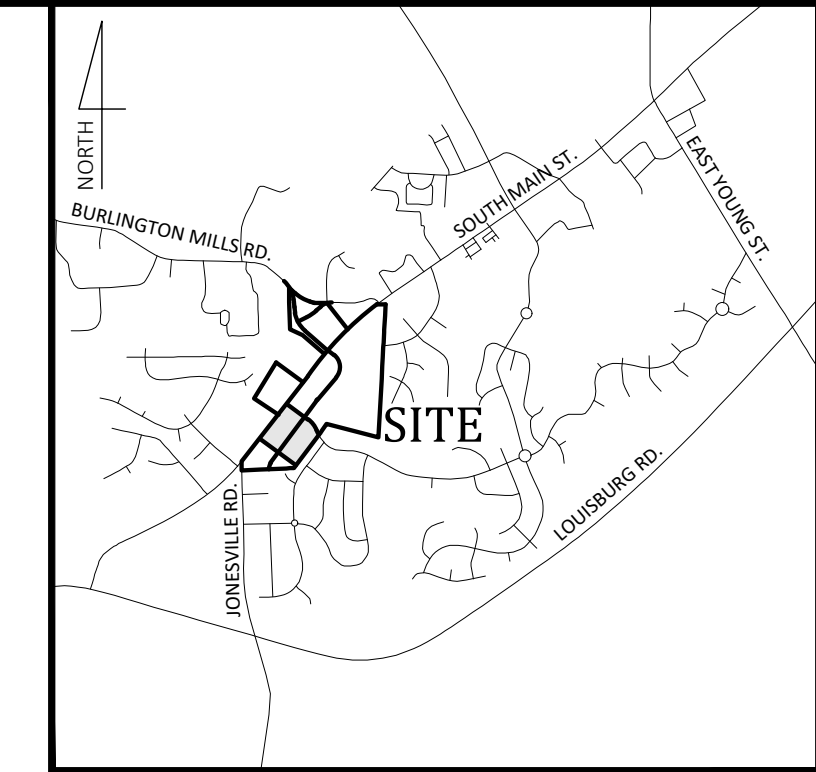 NORTH
BURLINGTON MILLS RD.
SOUTH MAIN ST.
EAST YOUNG ST.
SITE
LOUISBURG RD.
JONESVILLE RD.